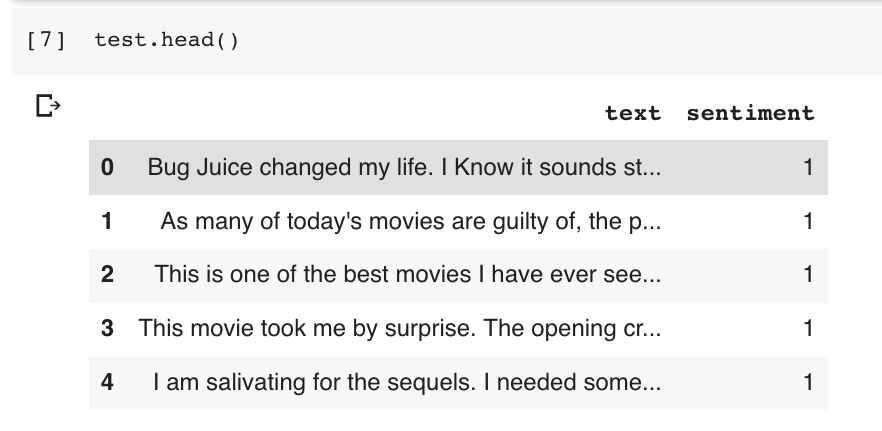 [7] test.head()
text sentiment
0 Bug Juice changed my life. I Know it sounds st... 1
1 As many of today's movies are guilty of, the p... 1
2 This is one of the best movies I have ever see... 1
3 This movie took me by surprise. The opening cr... 1
4 I am salivating for the sequels. I needed some... 1